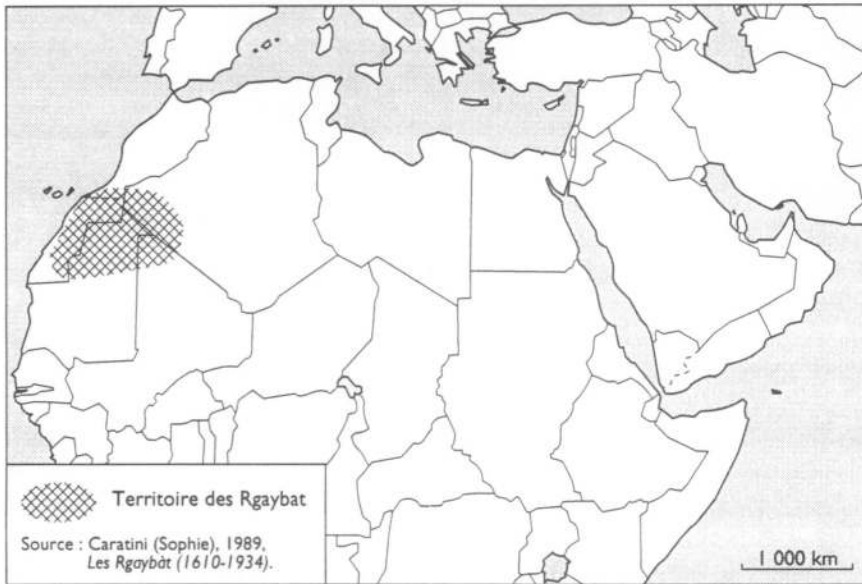 Territoire des Rgaybat
Source : Caratini (Sophie), 1989,
Les Rgaybàt (1610-1934).
1 000 km